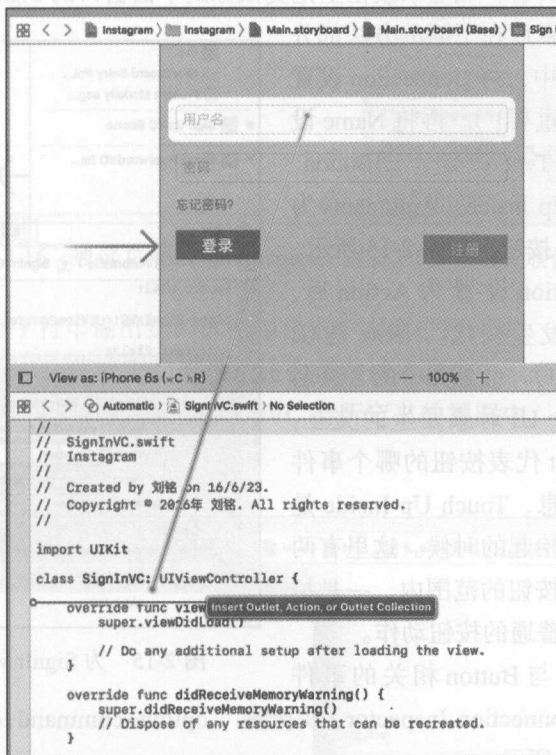 Instagram 〉 Instagram 〉 Main.storyboard 〉 Main.storyboard (Base) 〉 Sign
用户名
密码
忘记密码?
登录
注册
View as: iPhone 6s (wC hR)
— 100% +
Automatic 〉 SignInVC.swift 〉 No Selection
//
// SignInVC.swift
// Instagram
//
// Created by 刘铭 on 16/6/23.
// Copyright © 2016年 刘铭. All rights reserved.
//
import UIKit
class SignInVC: UIViewController {
override func view
Insert Outlet, Action, or Outlet Collection
super.viewDidLoad()
// Do any additional setup after loading the view.
}
override func didReceiveMemoryWarning() {
super.didReceiveMemoryWarning()
// Dispose of any resources that can be recre
}